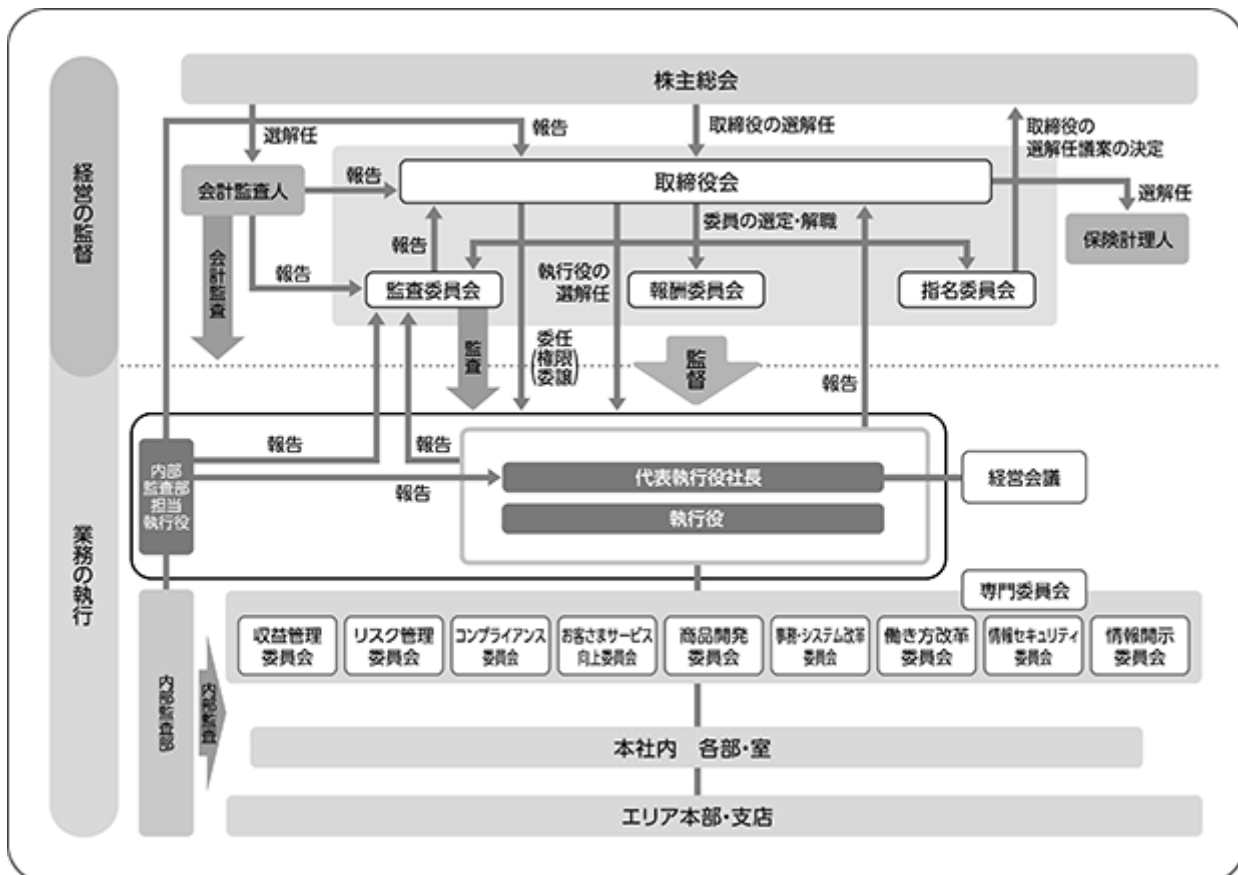 株主総会
選解任
報告
取締役の選解任
取締役の
選解任議案の決定
経営の監督
会計監査人
報告
取締役会
選解任
保険計理人
委員の選定・解職
報告
会計監査
報告
執行役の
選解任
監査委員会
報酬委員会
指名委員会
監査
委任
(権限
委譲)
監督
報告
業務の執行
内部
監査部
担当
執行役
報告
報告
報告
代表執行役社長
執行役
経営会議
専門委員会
収益管理
委員会
リスク管理
委員会
コンプライアンス
委員会
お客さまサービス
向上委員会
商品開発
委員会
事務・システム改革
委員会
働き方改革
委員会
情報セキュリティ
委員会
情報開示
委員会
内部監査部
内部監査
本社内　各部・室
エリア本部・支店